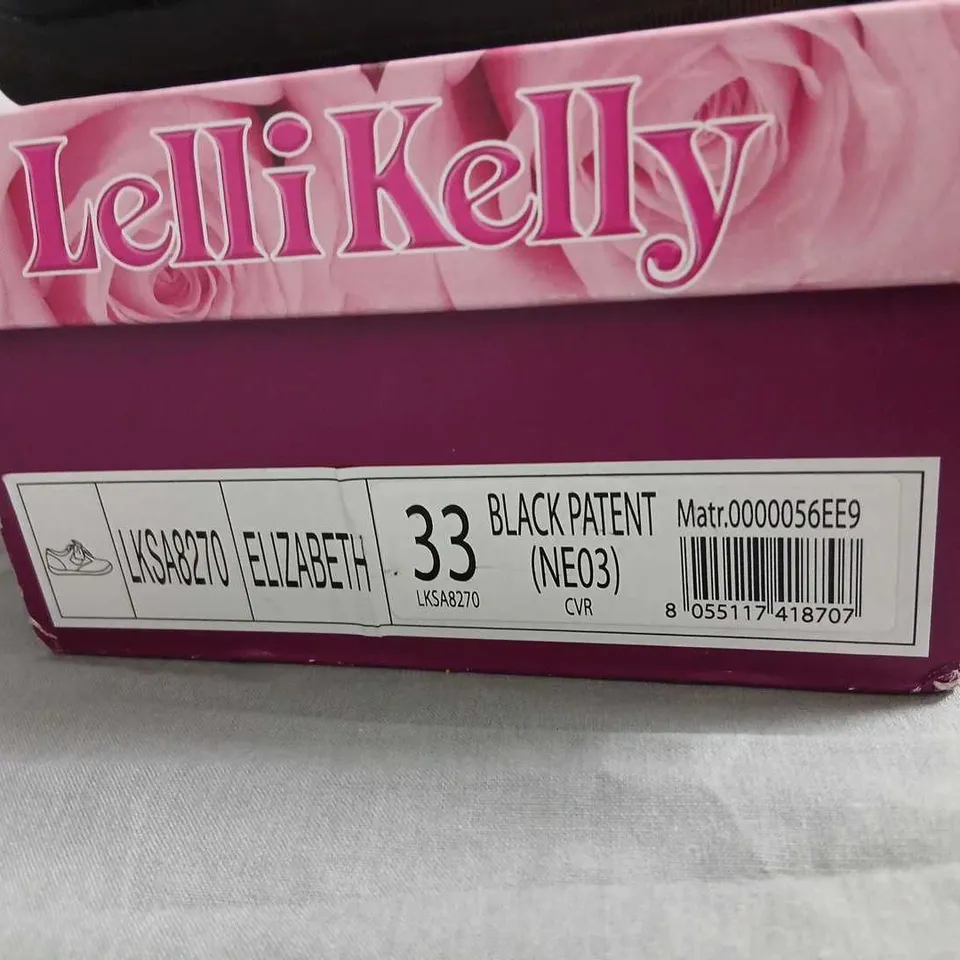 Lelli Kelly
LKSA8270
ELIZABETH
33
LKSA8270
BLACK PATENT
(NE03)
CVR
Matr.0000056EE9
8 055117 418707